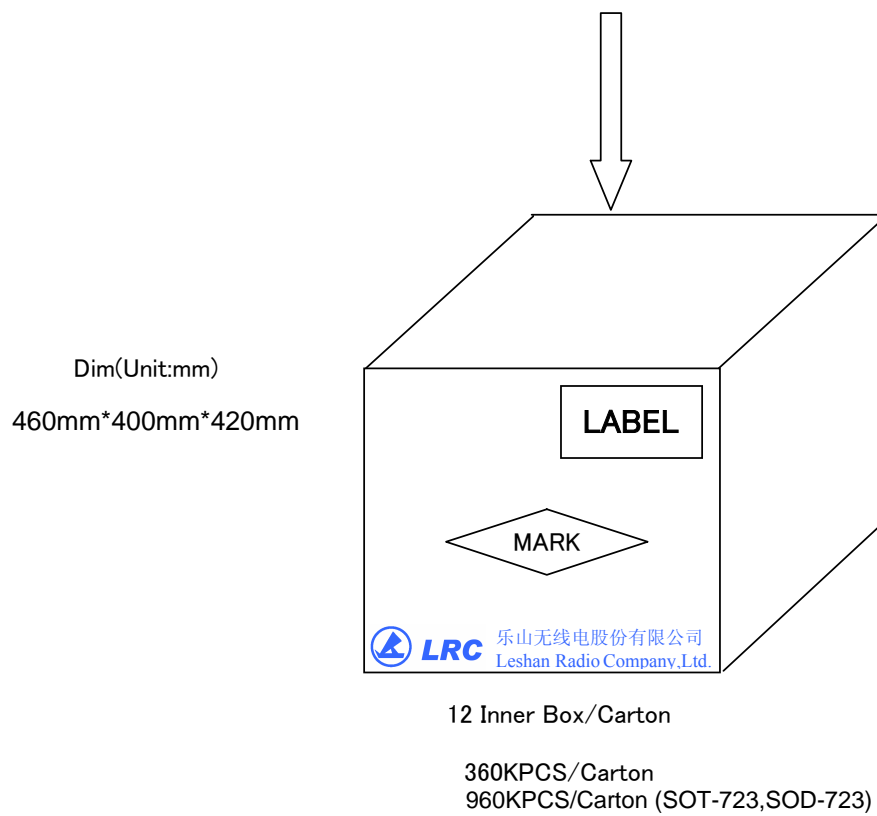 Dim(Unit:mm)
460mm*400mm*420mm
LABEL
MARK
LRC
乐山无线电股份有限公司
Leshan Radio Company,Ltd.
12 Inner Box/Carton
360KPCS/Carton
960KPCS/Carton (SOT-723,SOD-723)